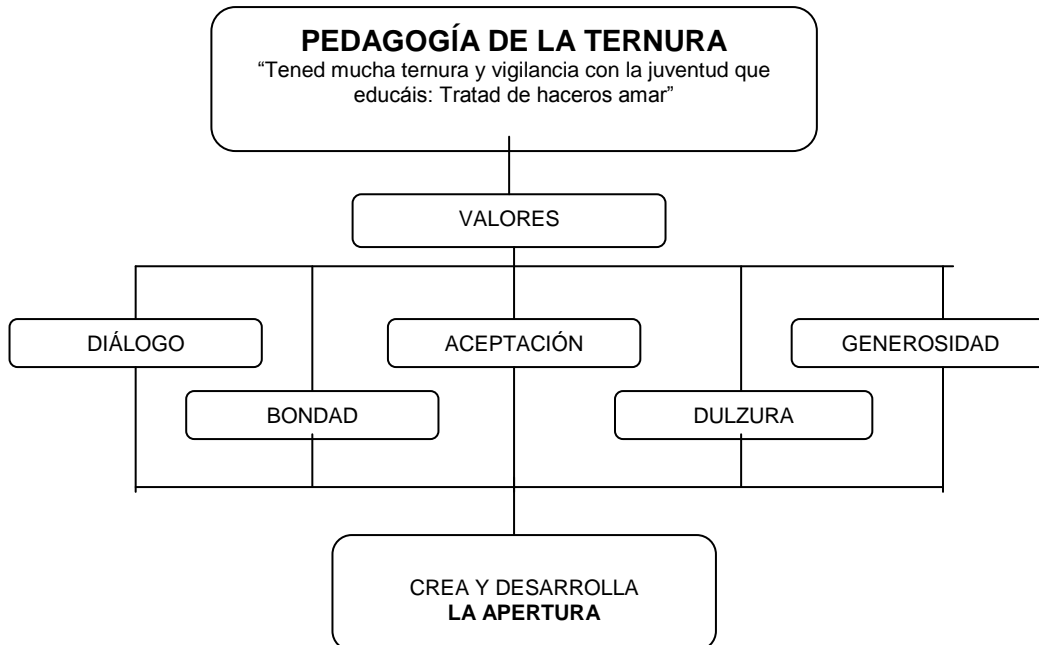 PEDAGOGÍA DE LA TERNURA
“Tened mucha ternura y vigilancia con la juventud que
educáis: Tratad de haceros amar”
VALORES
DIÁLOGO
ACEPTACIÓN
GENEROSIDAD
BONDAD
DULZURA
CREA Y DESARROLLA
LA APERTURA